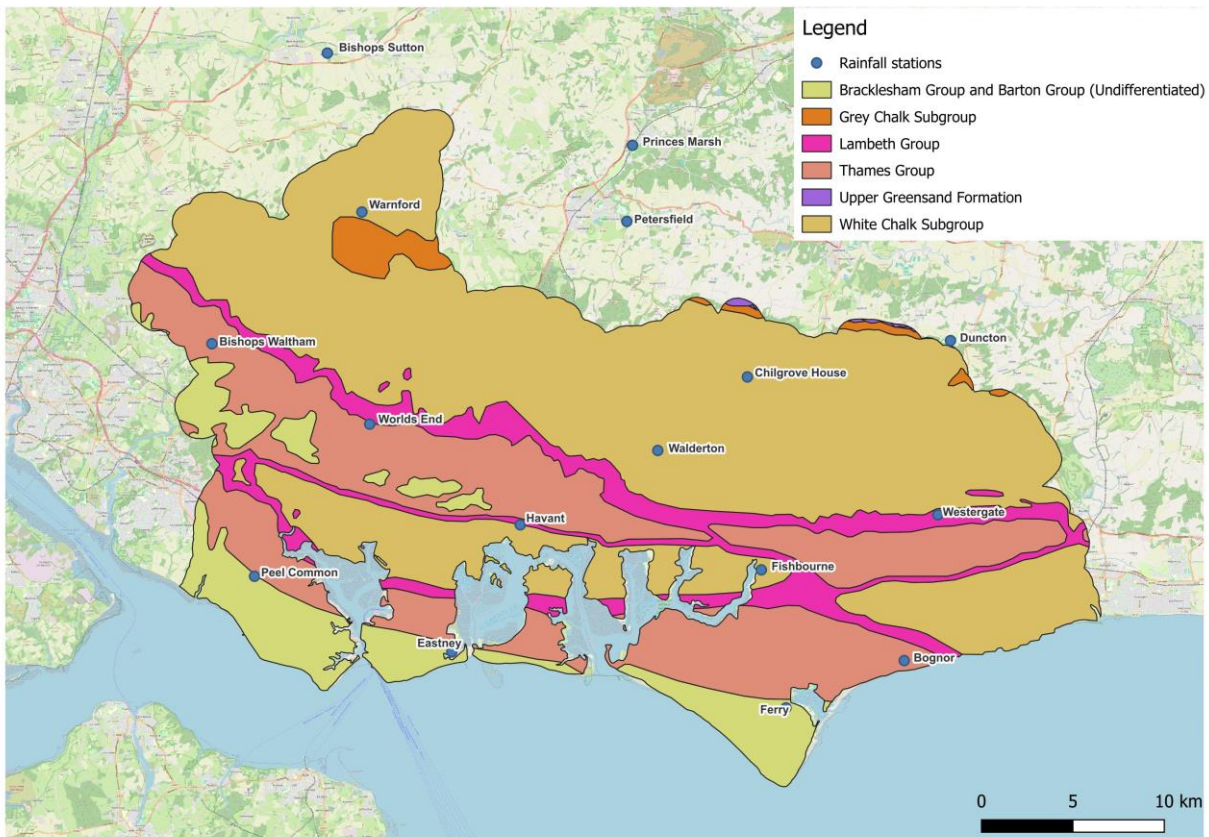 Legend
Rainfall stations
Bracklesham Group and Barton Group (Undifferentiated)
Grey Chalk Subgroup
Lambeth Group
Thames Group
Upper Greensand Formation
White Chalk Subgroup
Bishops Sutton
Princes Marsh
Warnford
Petersfield
Bishops Waltham
Duncton
Chilgrove House
Worlds End
Walderton
Westergate
Havant
Fishbourne
Peel Common
Eastney
Bognor
Ferry
0 5 10 km